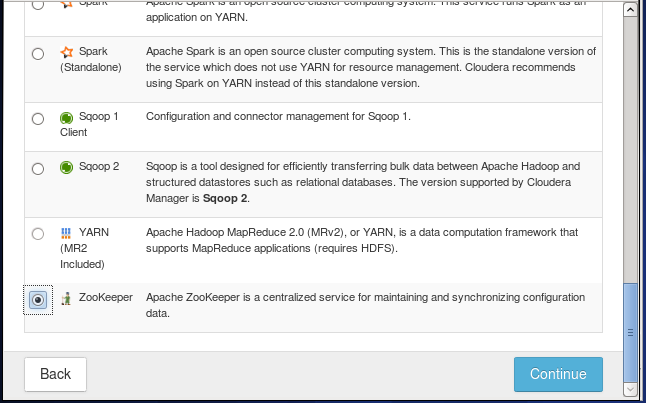 Spark
Apache Spark is an open source cluster computing system. This service runs Spark as an
application on YARN.
Spark
(Standalone)
Apache Spark is an open source cluster computing system. This is the standalone version of
the service which does not use YARN for resource management. Cloudera recommends
using Spark on YARN instead of this standalone version.
Sqoop 1
Client
Configuration and connector management for Sqoop 1.
Sqoop 2
Sqoop is a tool designed for efficiently transferring bulk data between Apache Hadoop and
structured datastores such as relational databases. The version supported by Cloudera
Manager is Sqoop 2.
YARN
(MR2
Included)
Apache Hadoop MapReduce 2.0 (MRv2), or YARN, is a data computation framework that
supports MapReduce applications (requires HDFS).
ZooKeeper
Apache ZooKeeper is a centralized service for maintaining and synchronizing configuration
data.
Back
Continue